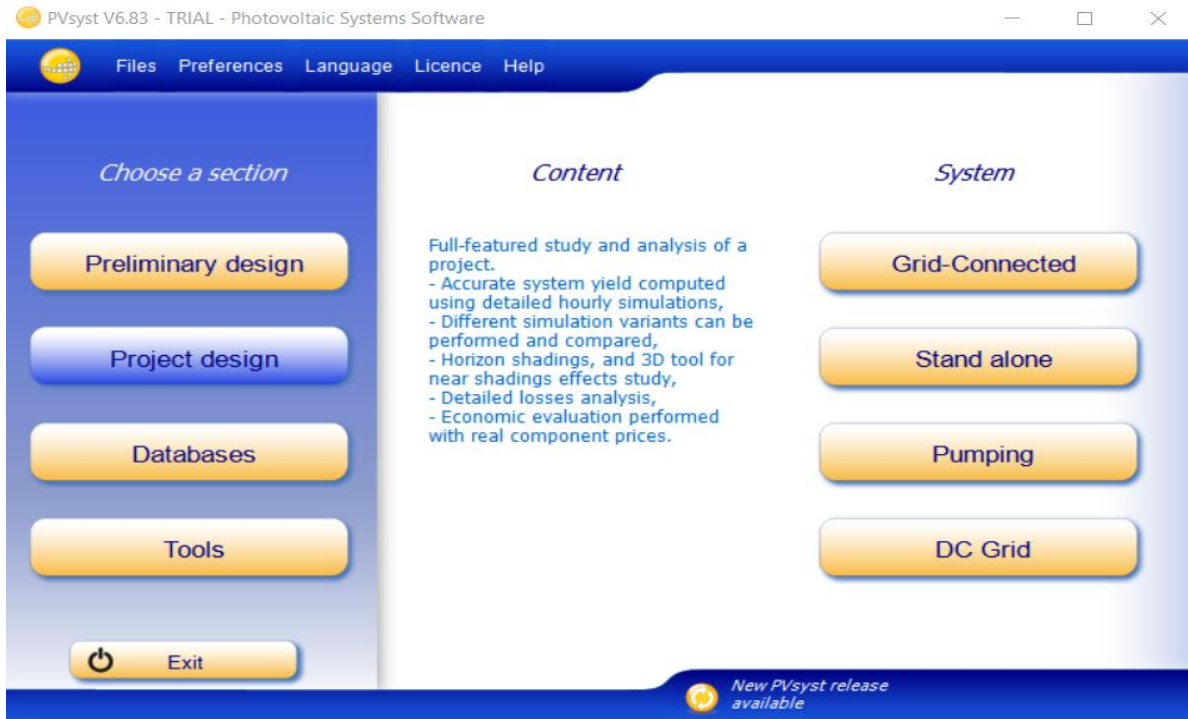 PVsyst V6.83 - TRIAL - Photovoltaic Systems Software
Files Preferences Language Licence Help
Choose a section
Preliminary design
Project design
Databases
Tools
Exit
Content
Full-featured study and analysis of a
project.
- Accurate system yield computed
using detailed hourly simulations,
- Different simulation variants can be
performed and compared,
- Horizon shadings, and 3D tool for
near shadings effects study,
- Detailed losses analysis,
- Economic evaluation performed
with real component prices.
System
Grid-Connected
Stand alone
Pumping
DC Grid
New PVsyst release
available